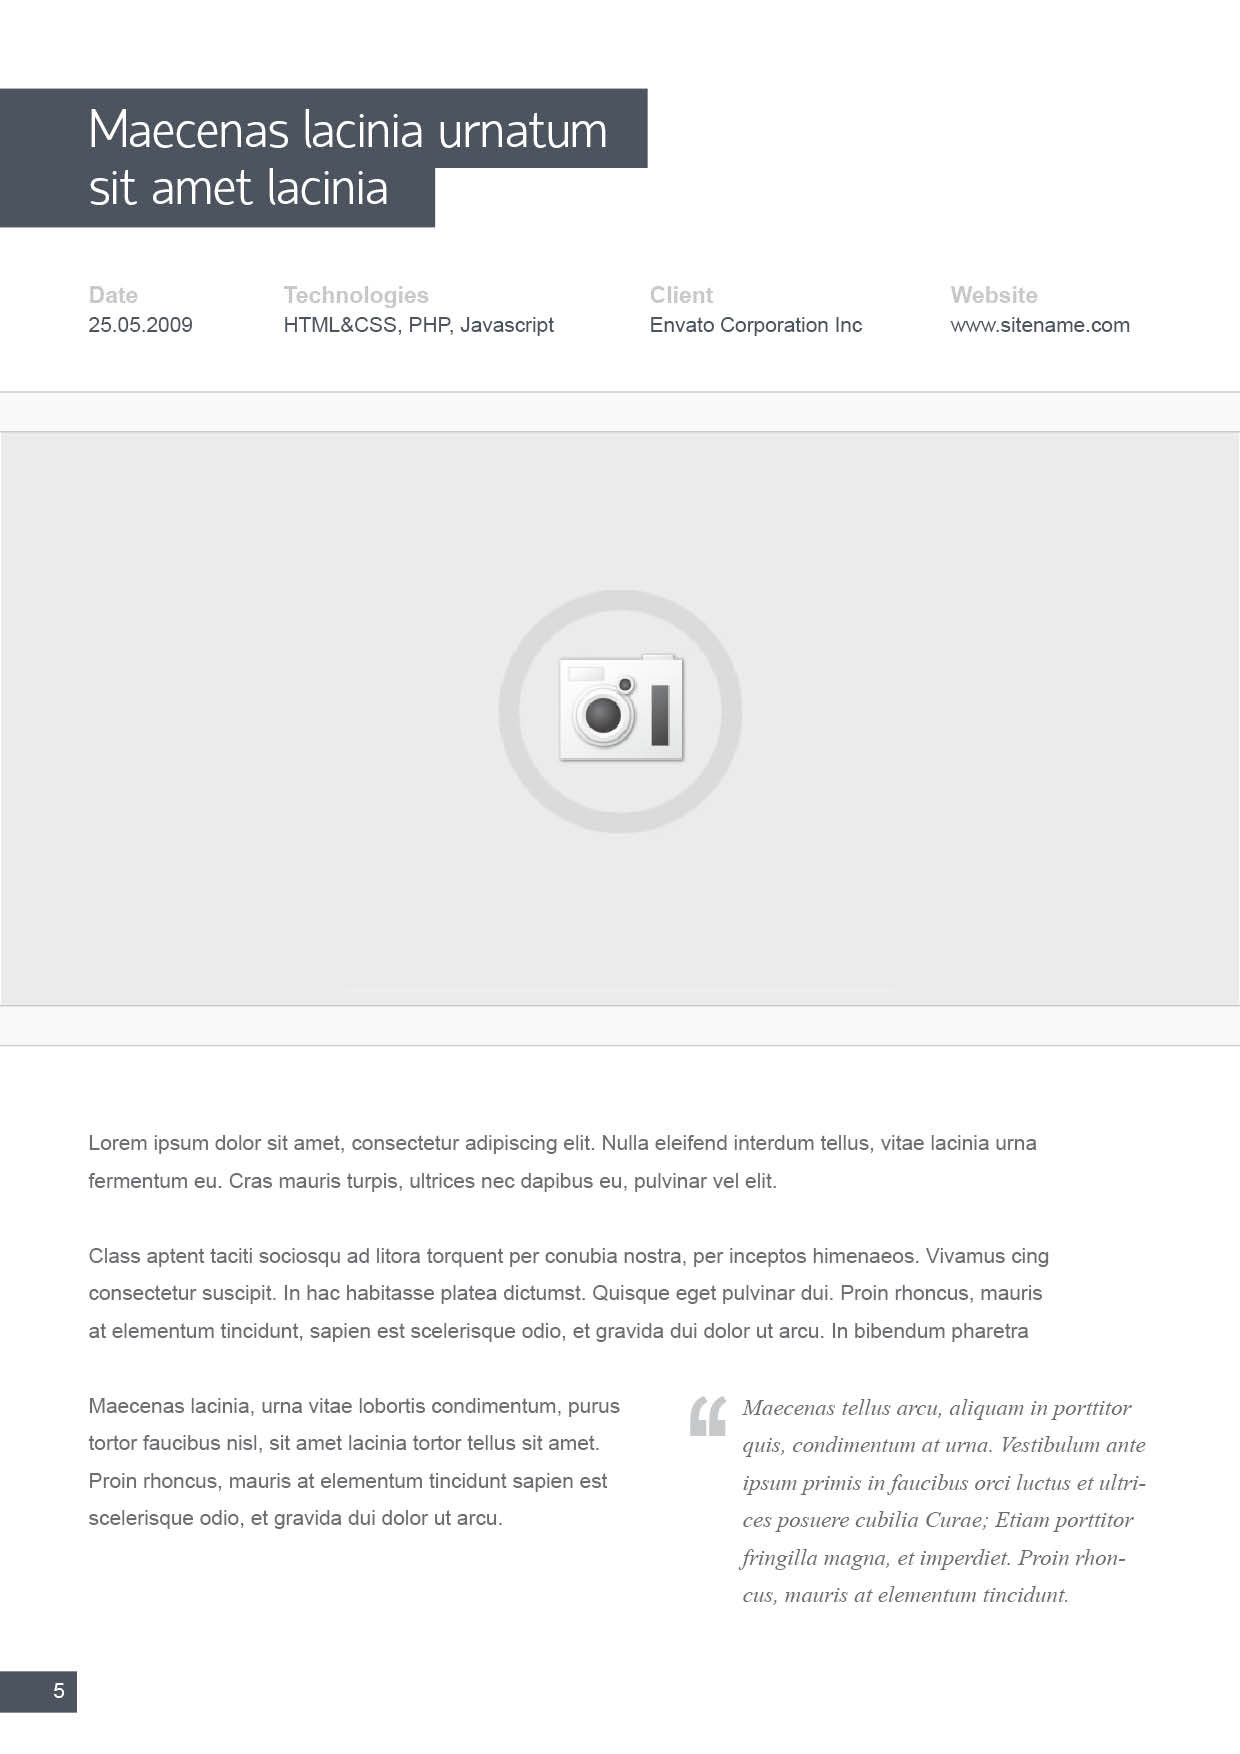 Maecenas lacinia urnatum
sit amet lacinia
Date
25.05.2009
Technologies
HTML&CSS, PHP, Javascript
Client
Envato Corporation Inc
Website
www.sitename.com
Lorem ipsum dolor sit amet, consectetur adipiscing elit. Nulla eleifend interdum tellus, vitae lacinia urna
fermentum eu. Cras mauris turpis, ultrices nec dapibus eu, pulvinar vel elit.
Class aptent taciti sociosqu ad litora torquent per conubia nostra, per inceptos himenaeos. Vivamus cing
consectetur suscipit. In hac habitasse platea dictumst. Quisque eget pulvinar dui. Proin rhoncus, mauris
at elementum tincidunt, sapien est scelerisque odio, et gravida dui dolor ut arcu. In bibendum pharetra
Maecenas lacinia, urna vitae lobortis condimentum, purus
tortor faucibus nisl, sit amet lacinia tortor tellus sit amet.
Proin rhoncus, mauris at elementum tincidunt sapien est
scelerisque odio, et gravida dui dolor ut arcu.
“ Maecenas tellus arcu, aliquam in porttitor
quis, condimentum at urna. Vestibulum ante
ipsum primis in faucibus orci luctus et ultri-
ces posuere cubilia Curae; Etiam porttitor
fringilla magna, et imperdiet. Proin rhon-
cus, mauris at elementum tincidunt.
5